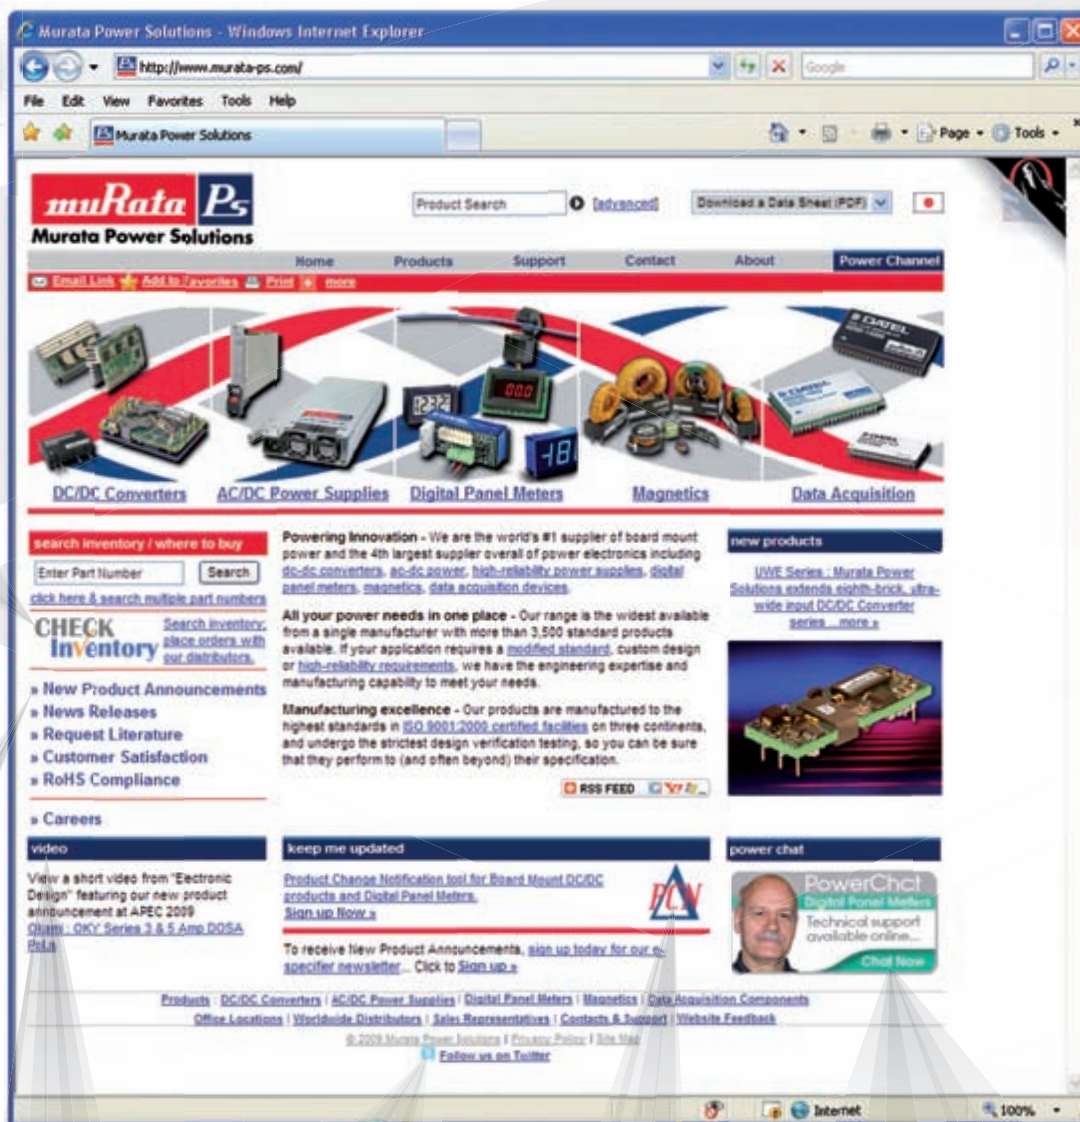 Murata Power Solutions - Windows Internet Explorer
http://www.murata-ps.com/
Google
File Edit View Favorites Tools Help
Murata Power Solutions
Page Tools
muRata Ps
Murata Power Solutions
Product Search [advanced] Download a Data Sheet (PDF)
Home Products Support Contact About Power Channel
Email Link Add to Favorites Print more
DATEL
DATEL
DATEL
muRata
1232
00.0
-18
DC/DC Converters AC/DC Power Supplies Digital Panel Meters Magnetics Data Acquisition
search inventory / where to buy
Enter Part Number Search
click here & search multiple part numbers
CHECK Inventory
Search inventory, place orders with our distributors.
» New Product Announcements
» News Releases
» Request Literature
» Customer Satisfaction
» RoHS Compliance
» Careers
Powering Innovation - We are the world's #1 supplier of board mount
power and the 4th largest supplier overall of power electronics including
dc-dc converters, ac-dc power, high-reliability power supplies, digital
panel meters, magnetics, data acquisition devices.
All your power needs in one place - Our range is the widest available
from a single manufacturer with more than 3,500 standard products
available. If your application requires a modified standard, custom design
or high-reliability requirements, we have the engineering expertise and
manufacturing capability to meet your needs.
Manufacturing excellence - Our products are manufactured to the
highest standards in ISO 9001:2000 certified facilities on three continents,
and undergo the strictest design verification testing, so you can be sure
that they perform to (and often beyond) their specification.
RSS FEED
new products
UWE Series : Murata Power
Solutions extends eighth-brick, ultra-
wide input DC/DC Converter
series ...more »
video
View a short video from "Electronic
Design" featuring our new product
announcement at APEC 2009
Okami : OKY Series 3 & 5 Amp DOSA
PoLs
keep me updated
Product Change Notification tool for Board Mount DC/DC
products and Digital Panel Meters.
Sign up Now »
PCN
To receive New Product Announcements, sign up today for our e-
specifier newsletter... Click to Sign up »
power chat
PowerChat
Digital Panel Meters
Technical support
available online...
Chat Now
Products : DC/DC Converters | AC/DC Power Supplies | Digital Panel Meters | Magnetics | Data Acquisition Components
Office Locations | Worldwide Distributors | Sales Representatives | Contacts & Support | Website Feedback
© 2009 Murata Power Solutions | Privacy Policy | Site Map
Follow us on Twitter
Internet 100%